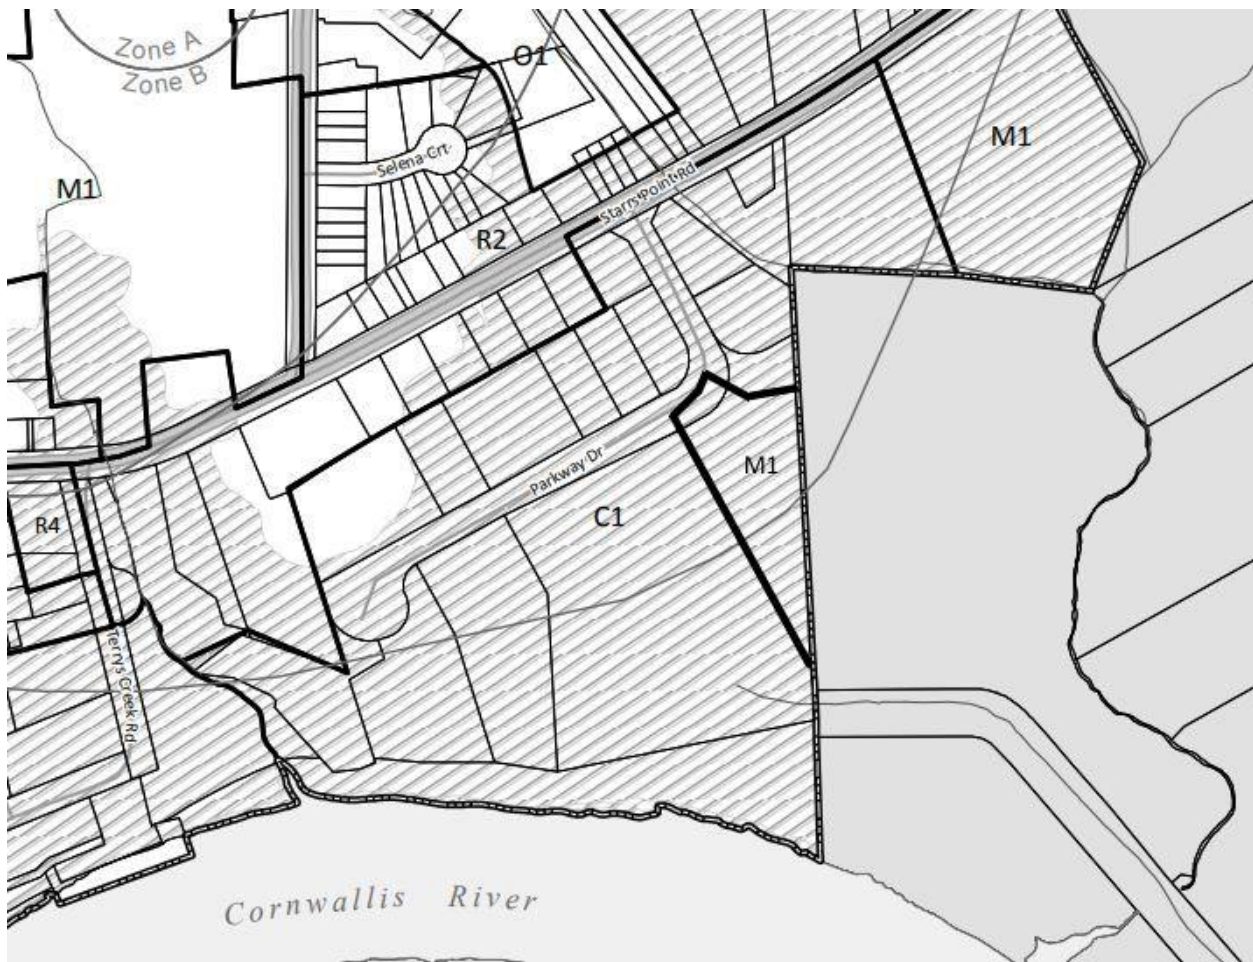 Zone A
O1
Zone B
M1
Selena Crt
M1
Starrs Point Rd
R2
M1
Parkway Dr
C1
R4
Terrys Creek Rd
Cornwallis River